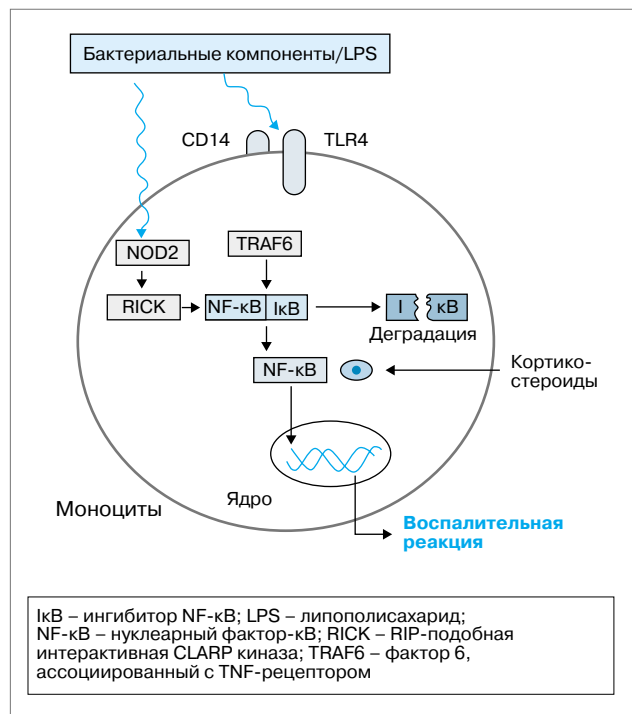 Бактериальные компоненты/LPS
CD14
TLR4
NOD2
TRAF6
RICK
NF-κB
IκB
I
κB
Деградация
NF-κB
Кортико-
стероиды
Ядро
Моноциты
Воспалительная
реакция
IκB – ингибитор NF-κB; LPS – липополисахарид;
NF-κB – нуклеарный фактор-κB; RICK – RIP-подобная
интерактивная CLARP киназа; TRAF6 – фактор 6,
ассоциированный с TNF-рецептором